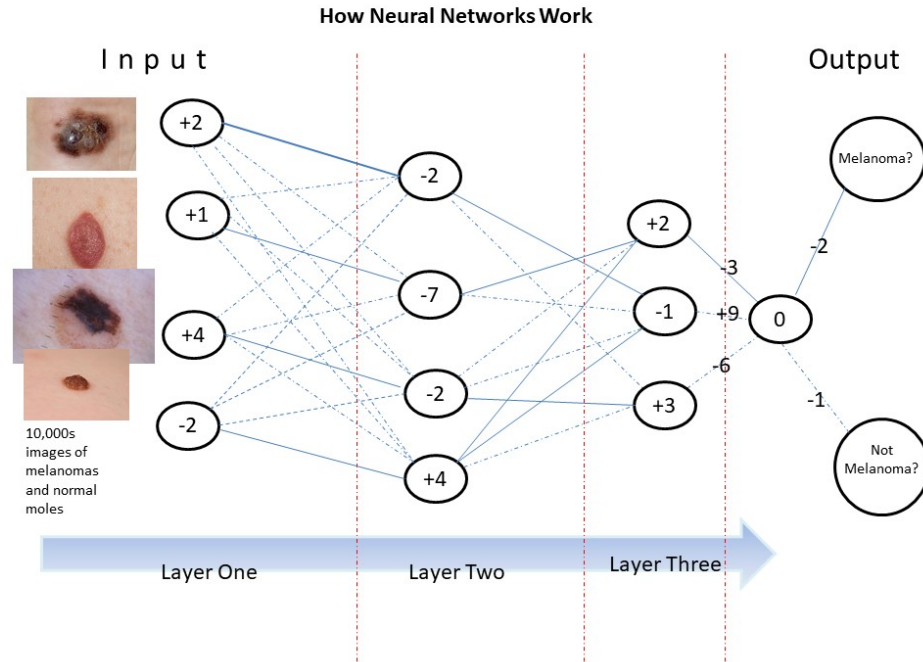 How Neural Networks Work
Input
Output
+2
+1
+4
-2
10,000s
images of
melanomas
and normal
moles
-2
-7
-2
+4
+2
-1
+3
-3
+9
-6
0
-2
-1
Melanoma?
Not
Melanoma?
Layer One
Layer Two
Layer Three